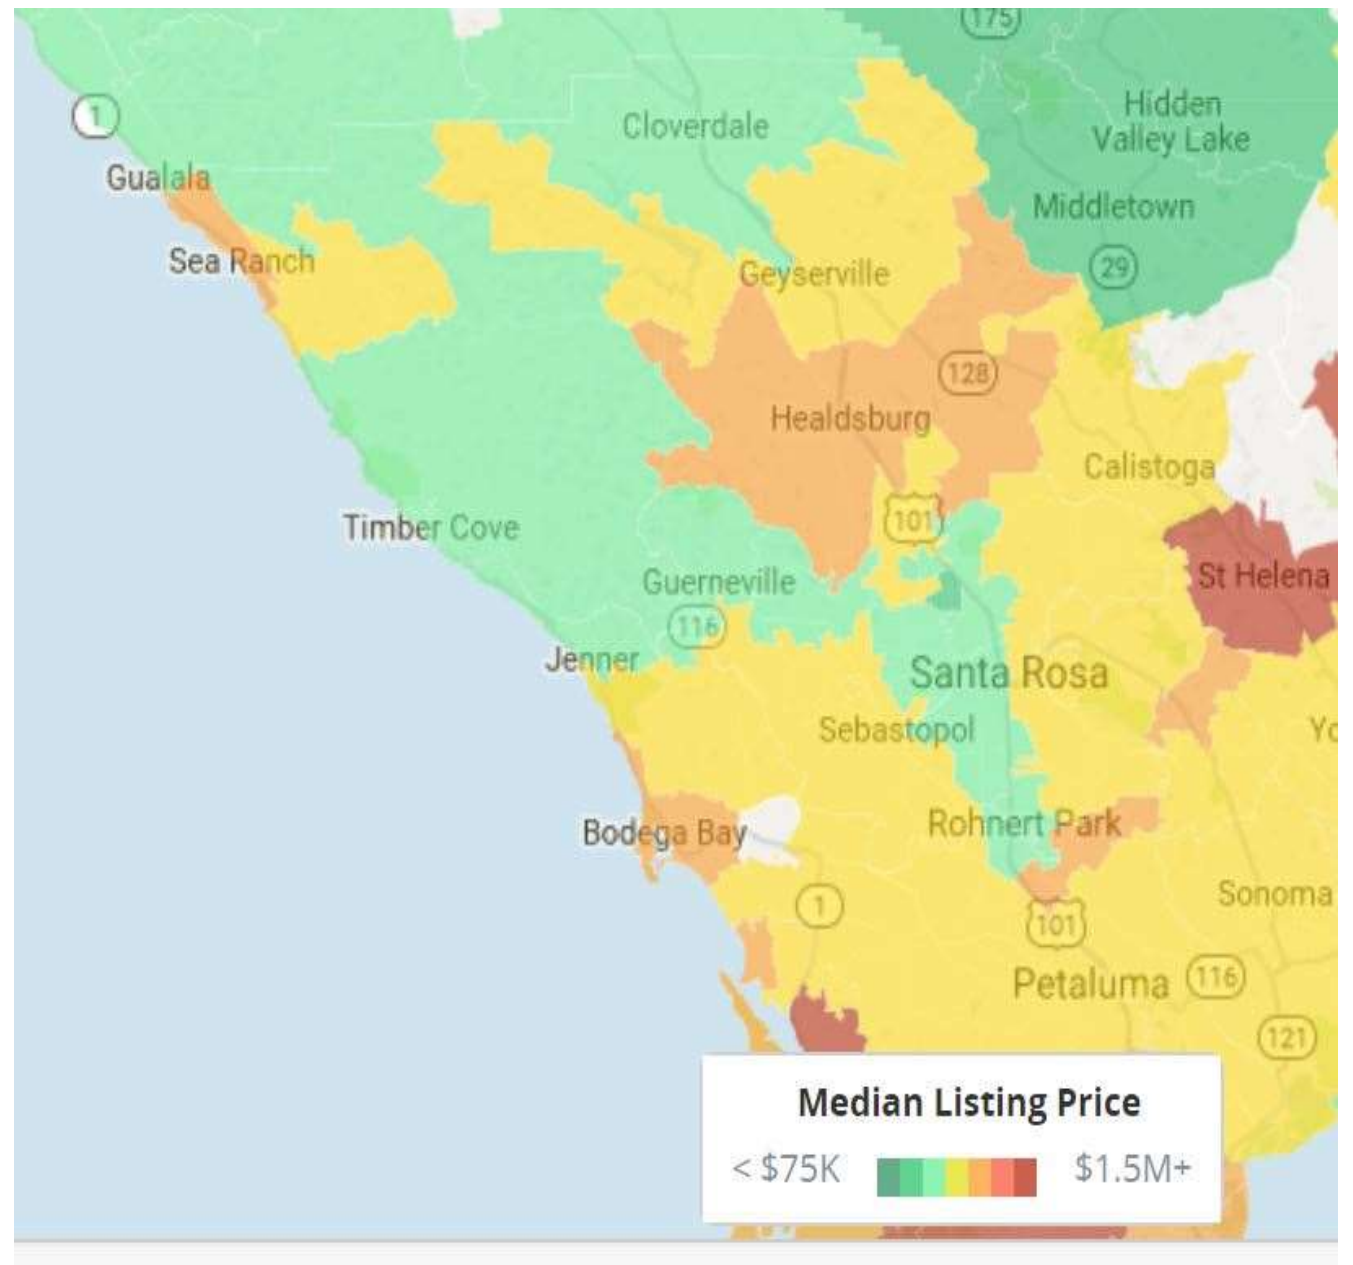 175
Hidden
Valley Lake
1
Cloverdale
Gualala
Middletown
Sea Ranch
Geyserville
29
128
Healdsburg
Calistoga
101
Timber Cove
St Helena
Guerneville
116
Jenner
Santa Rosa
Sebastopol
Yo
Bodega Bay
Rohnert Park
Sonoma
1
101
Petaluma
116
121
Median Listing Price
< $75K
$1.5M+